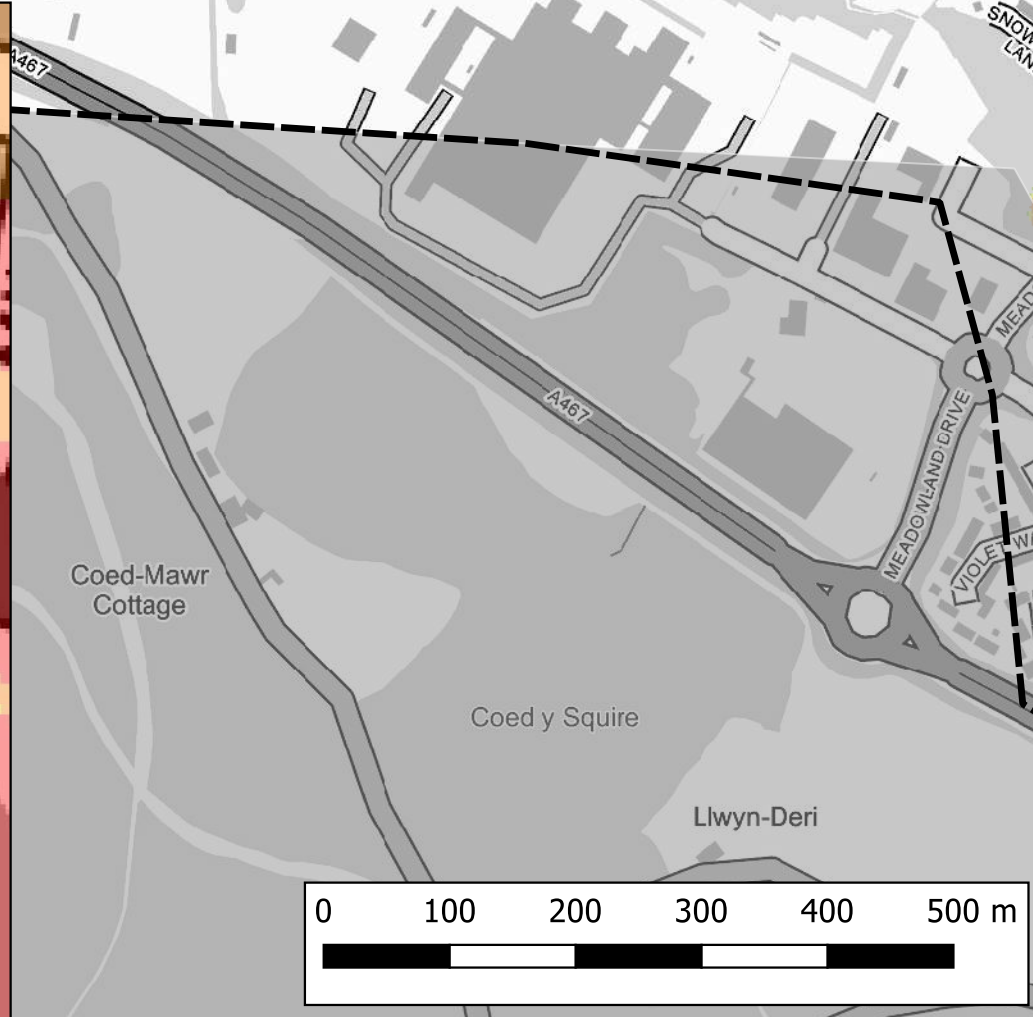 SNOW
LAN
A467
MEAD
A467
MEADOWLAND DRIVE
VIOLET WA
Coed-Mawr
Cottage
Coed y Squire
Llwyn-Deri
0 100 200 300 400 500 m